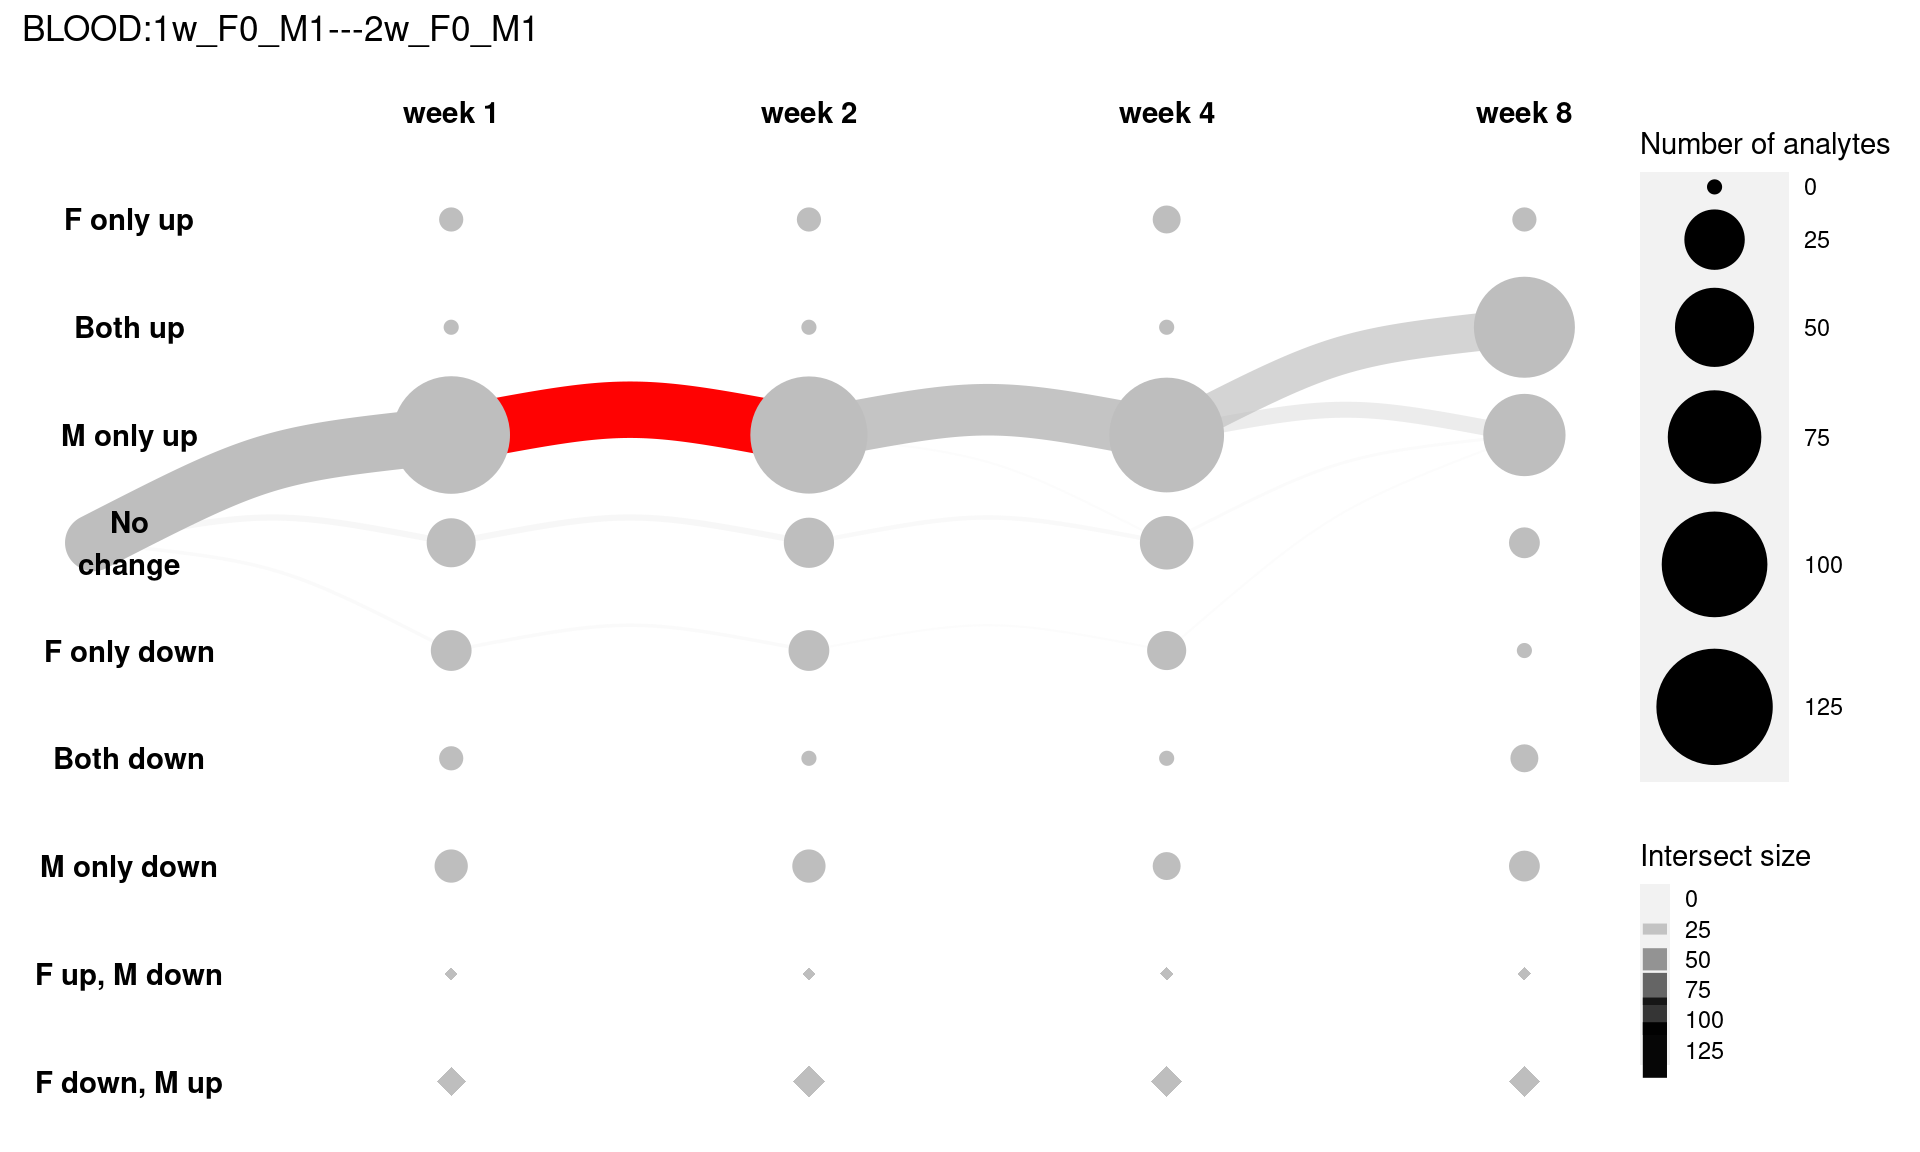 BLOOD:1w_F0_M1---2w_F0_M1
week 1 week 2 week 4 week 8
Number of analytes
0
25
50
75
100
125
F only up
Both up
M only up
No
change
F only down
Both down
M only down
F up, M down
F down, M up
Intersect size
0
25
50
75
100
125